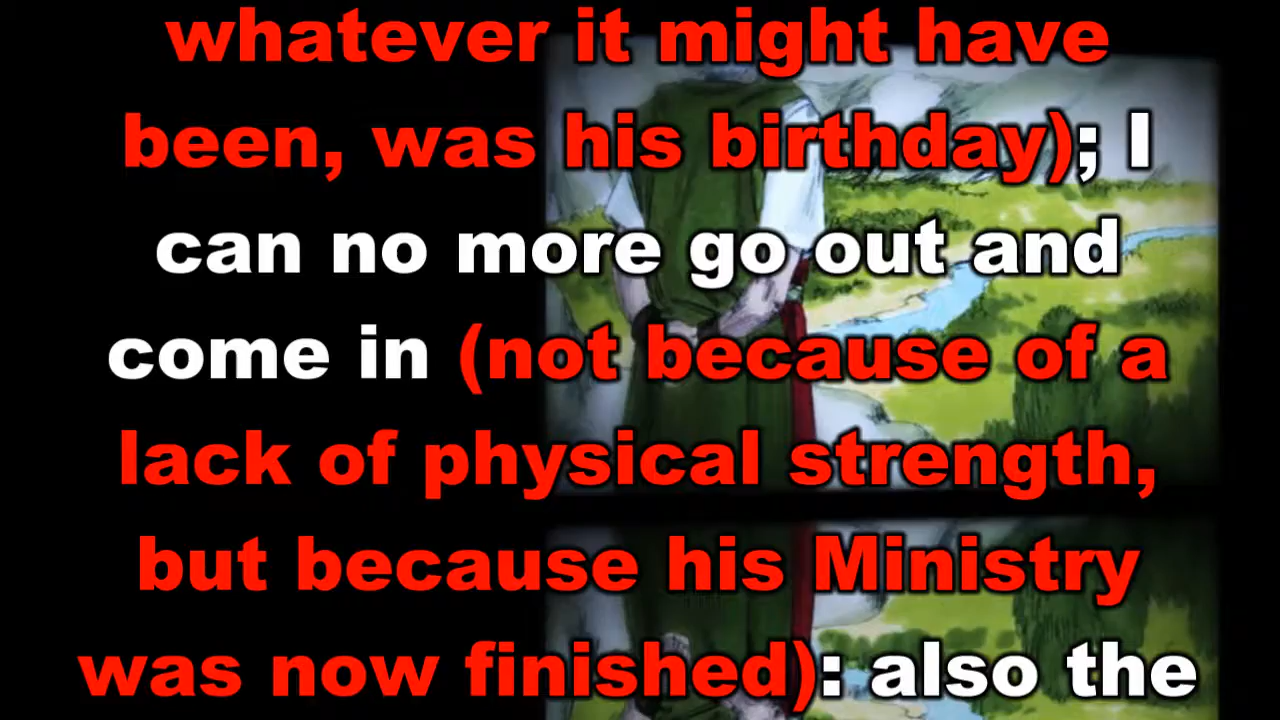 whatever it might have
been, was his birthday); I
can no more go out and
come in (not because of a
lack of physical strength,
but because his Ministry
was now finished): also the